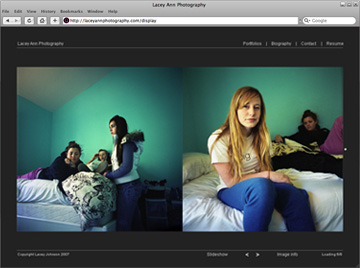 Lacey Ann Photography
File Edit View History Bookmarks Window Help
http://laceyannphotography.com/display
Google
Lacey Ann Photography
Portfolios | Biography | Contact | Resume
Copyright Lacey Johnson 2007
Slideshow < > Image Info
Loading 6/8